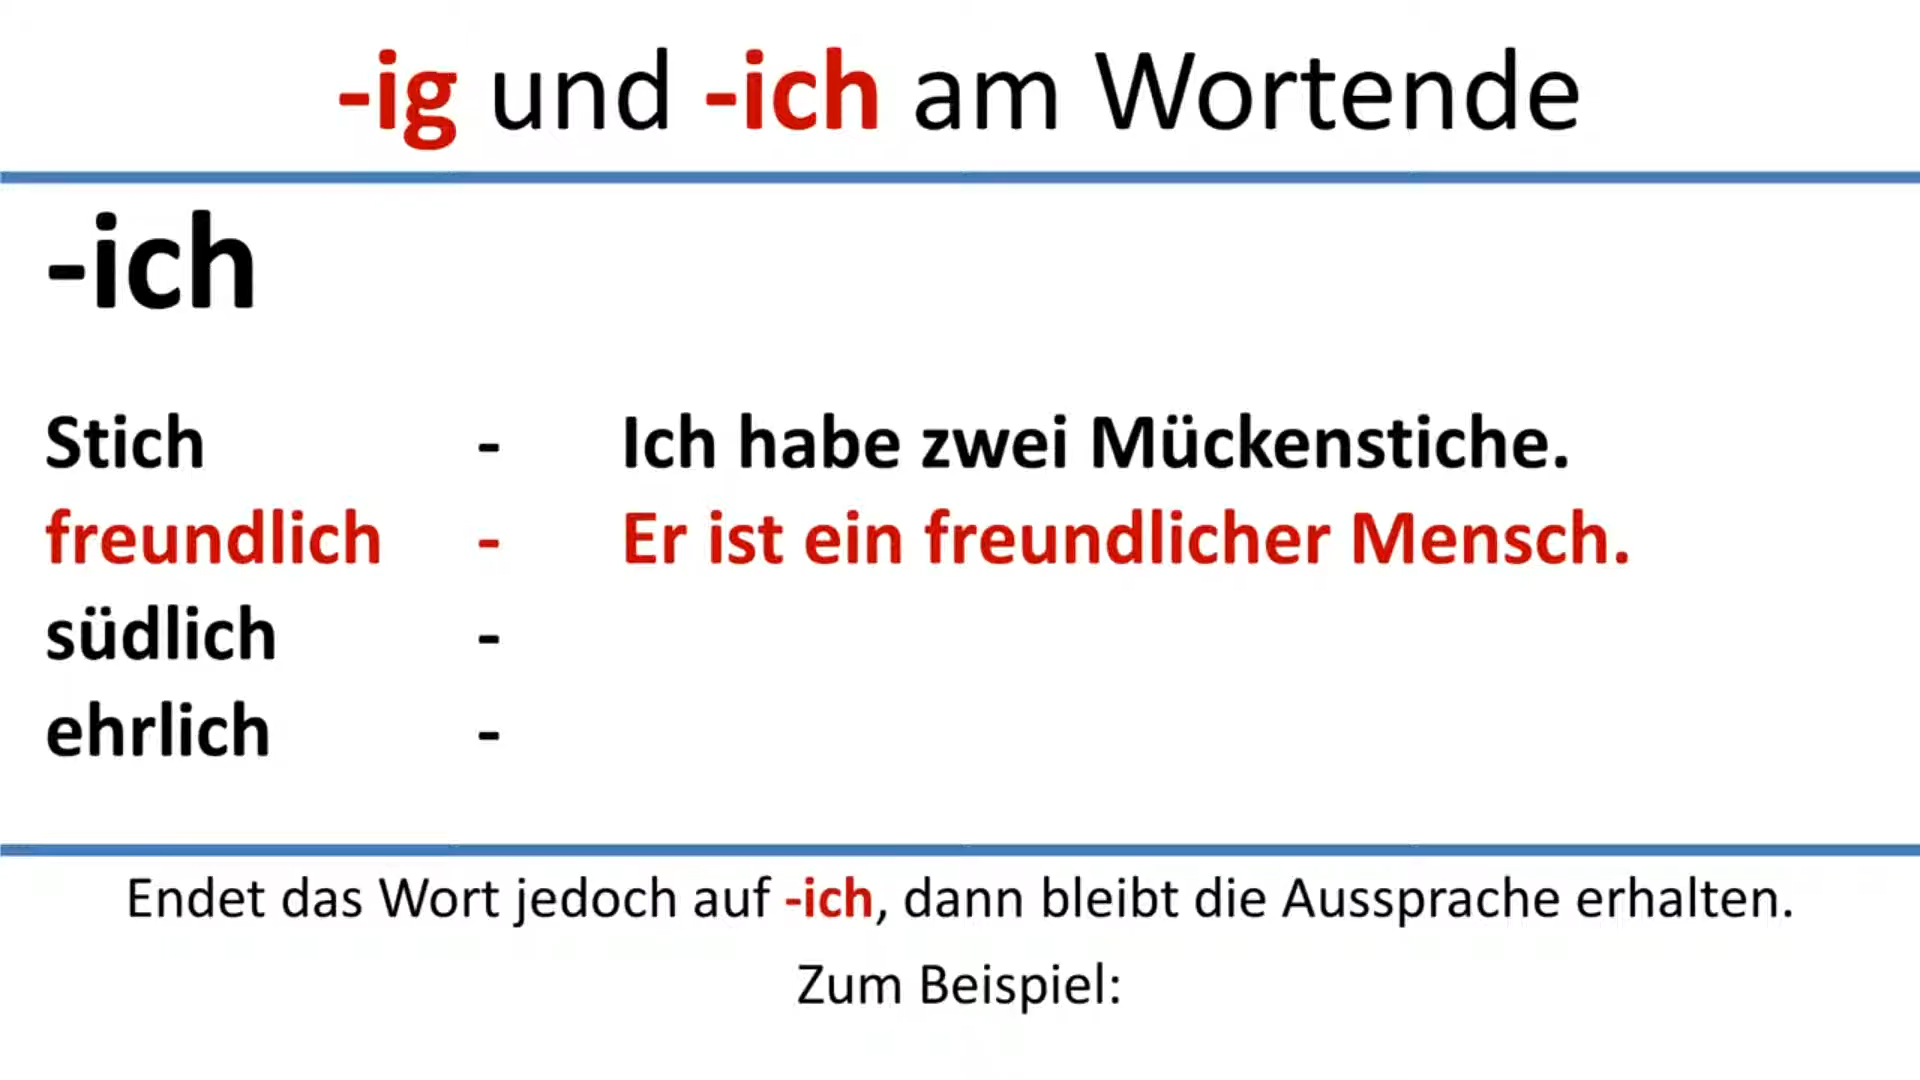 -ig und -ich am Wortende
-ich
Stich - Ich habe zwei Mückenstiche.
freundlich - Er ist ein freundlicher Mensch.
südlich -
ehrlich -
Endet das Wort jedoch auf -ich, dann bleibt die Aussprache erhalten.
Zum Beispiel: